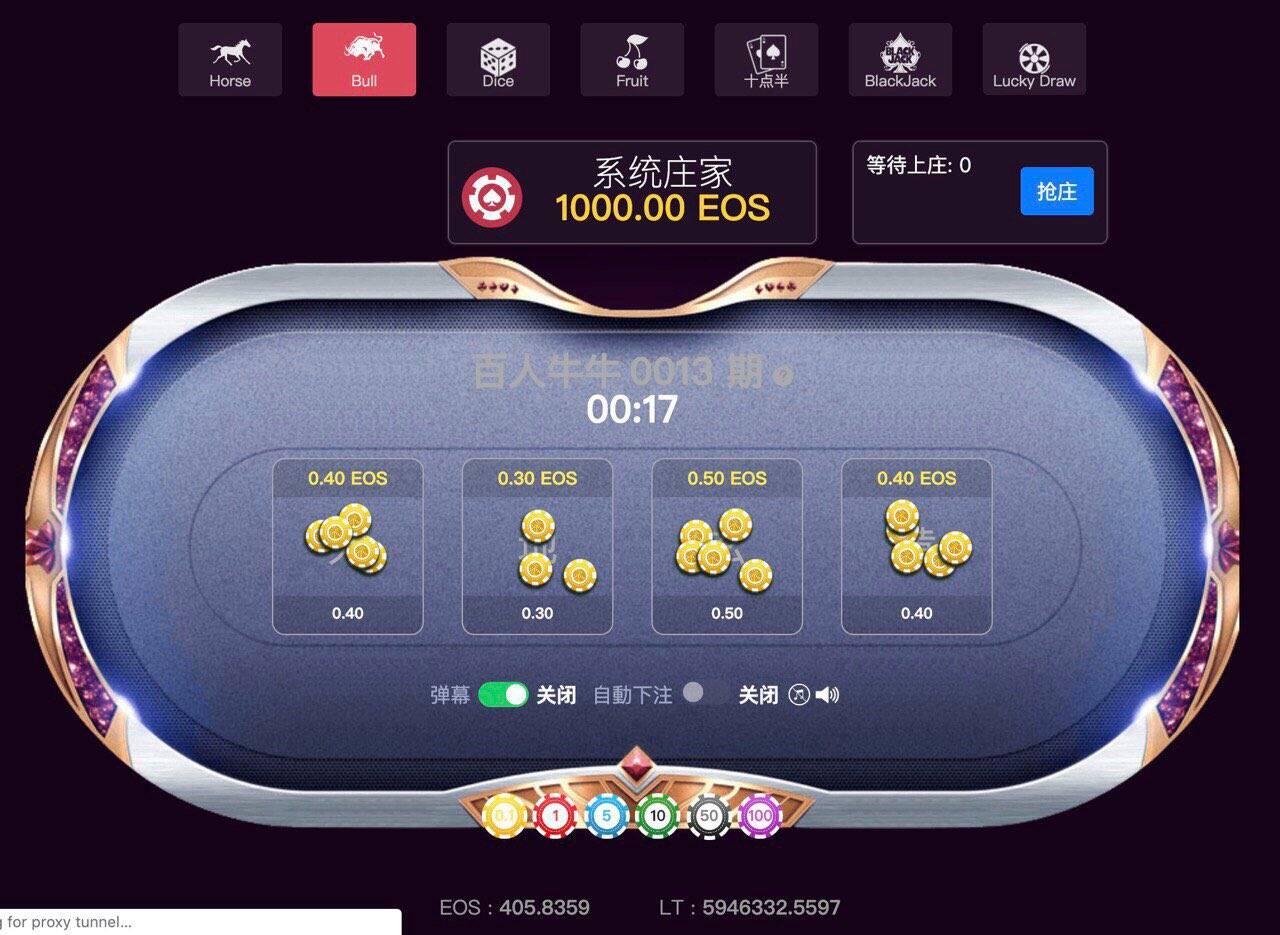 Horse
Bull
Dice
Fruit
十点半
BLACK JACK
BlackJack
Lucky Draw
系统庄家
1000.00 EOS
等待上庄: 0
抢庄
百人牛牛 0013 期
00:17
0.40 EOS
0.30 EOS
0.50 EOS
0.40 EOS
0.40
0.30
0.50
0.40
弹幕 关闭 自動下注 关闭
0.1 1 5 10 50 100
EOS : 405.8359 LT : 5946332.5597
for proxy tunnel...